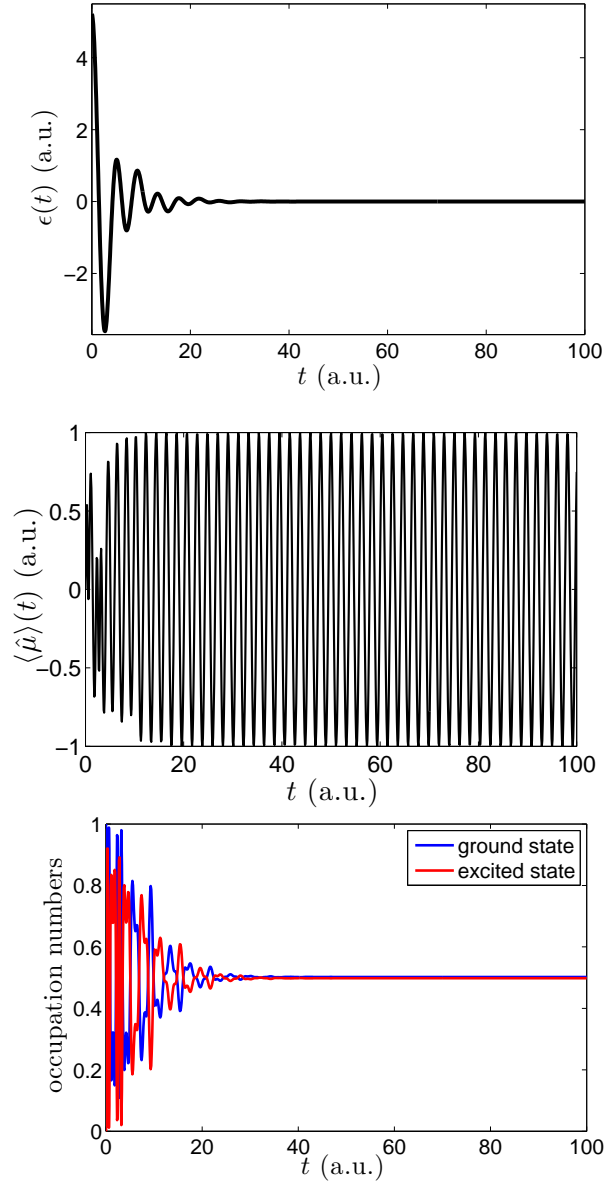 4
2
0
−2
ϵ(t) (a.u.)
0 20 40 60 80 100
t (a.u.)
1
0.5
0
−0.5
−1
⟨μ̂⟩(t) (a.u.)
0 20 40 60 80 100
t (a.u.)
1
0.8
0.6
0.4
0.2
0
occupation numbers
ground state
excited state
0 20 40 60 80 100
t (a.u.)